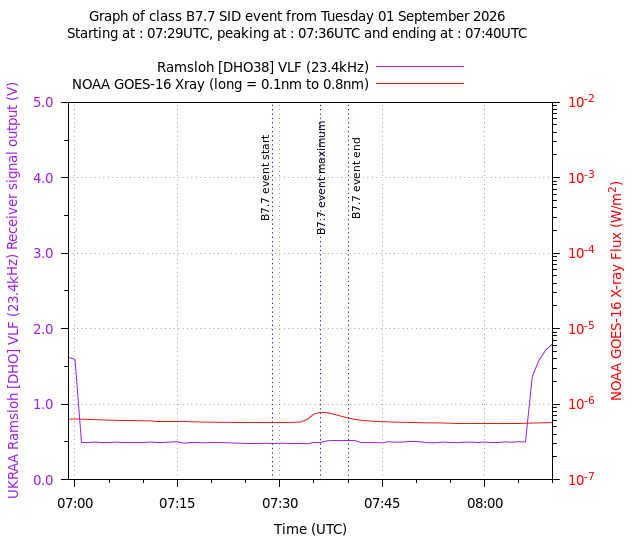 Graph of class B7.7 SID event from Tuesday 01 September 2026
Starting at : 07:29UTC, peaking at : 07:36UTC and ending at : 07:40UTC
Ramsloh [DHO38] VLF (23.4kHz)
NOAA GOES-16 Xray (long = 0.1nm to 0.8nm)
UKRAA Ramsloh [DHO] VLF (23.4kHz) Receiver signal output (V)
5.0
4.0
3.0
2.0
1.0
0.0
B7.7 event start
B7.7 event maximum
B7.7 event end
10-2
10-3
10-4
10-5
10-6
10-7
NOAA GOES-16 X-ray Flux (W/m2)
07:00 07:15 07:30 07:45 08:00
Time (UTC)